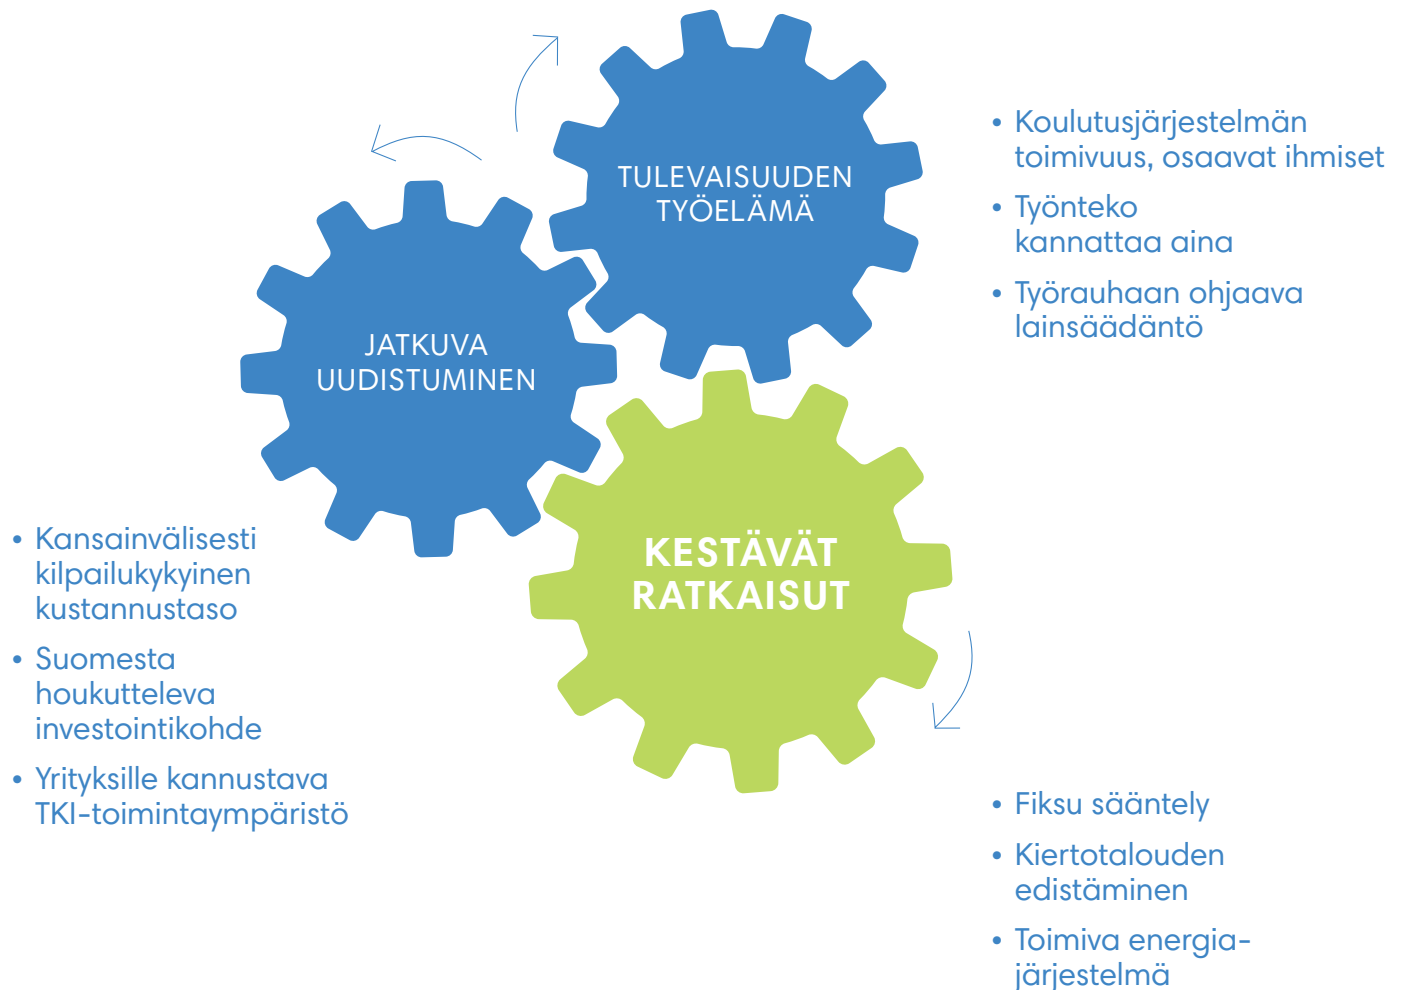 TULEVAISUUDEN
TYÖELÄMÄ
• Koulutusjärjestelmän
toimivuus, osaavat ihmiset
• Työnteko
kannattaa aina
• Työrauhaan ohjaava
lainsäädäntö
JATKUVA
UUDISTUMINEN
• Kansainvälisesti
kilpailukykyinen
kustannustaso
• Suomesta
houkutteleva
investointikohde
• Yrityksille kannustava
TKI-toimintaympäristö
KESTÄVÄT
RATKAISUT
• Fiksu sääntely
• Kiertotalouden
edistäminen
• Toimiva energia-
järjestelmä